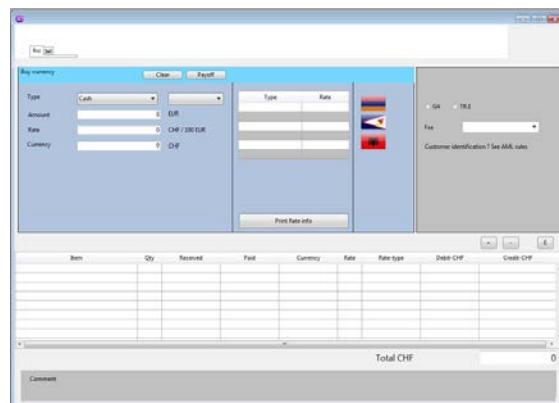 Buy currency Clear Payoff
Type Cash Type Rate
GA TR.E
Amount 0 EUR
Rate 0 CHF / 100 EUR
Fee
Currency 0 CHF
Customer identification ? See AML rules
Print Rate info
+ - E
Item Qty Received Paid Currency Rate Rate-type Debit CHF Credit CHF
Total CHF 0
Comment